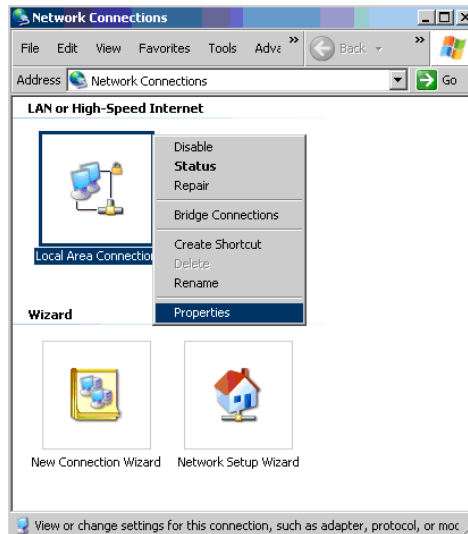 Network Connections
File Edit View Favorites Tools Adva » Back »
Address Network Connections Go
LAN or High-Speed Internet
Local Area Connection
Disable
Status
Repair
Bridge Connections
Create Shortcut
Delete
Rename
Properties
Wizard
New Connection Wizard Network Setup Wizard
View or change settings for this connection, such as adapter, protocol, or moc